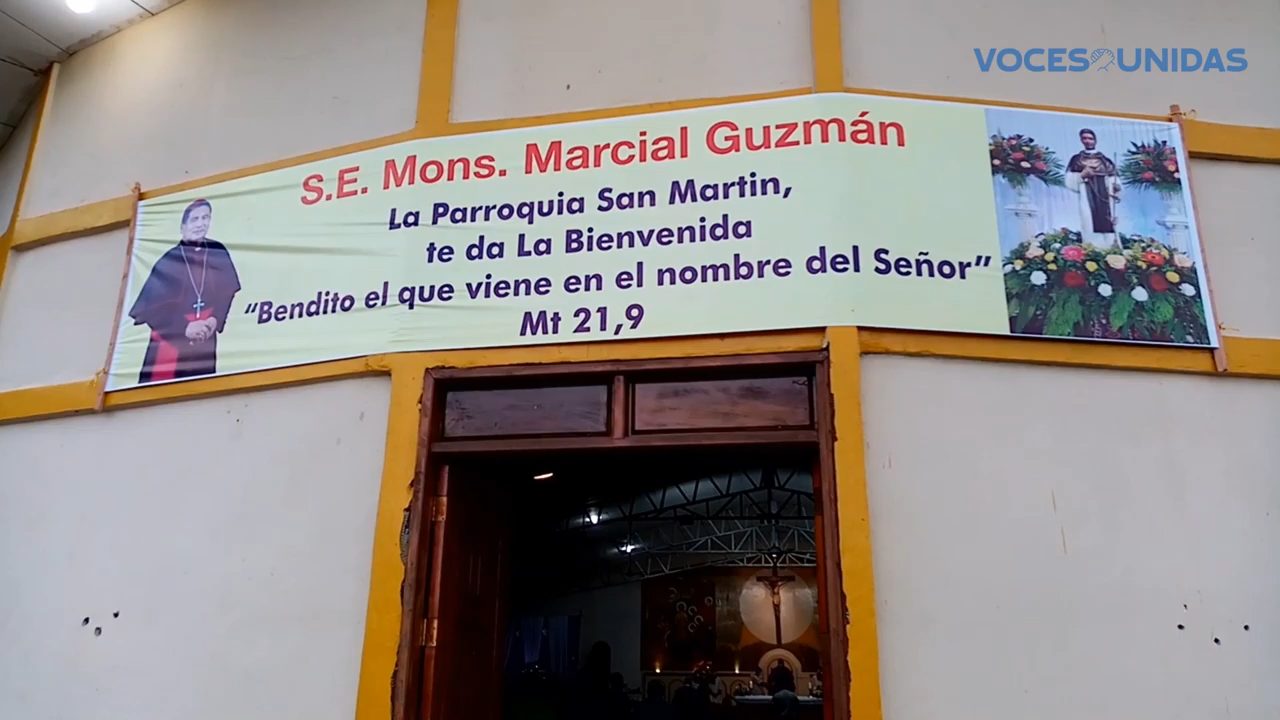 VOCES UNIDAS
S.E. Mons. Marcial Guzmán
La Parroquia San Martin,
te da La Bienvenida
"Bendito el que viene en el nombre del Señor"
Mt 21,9